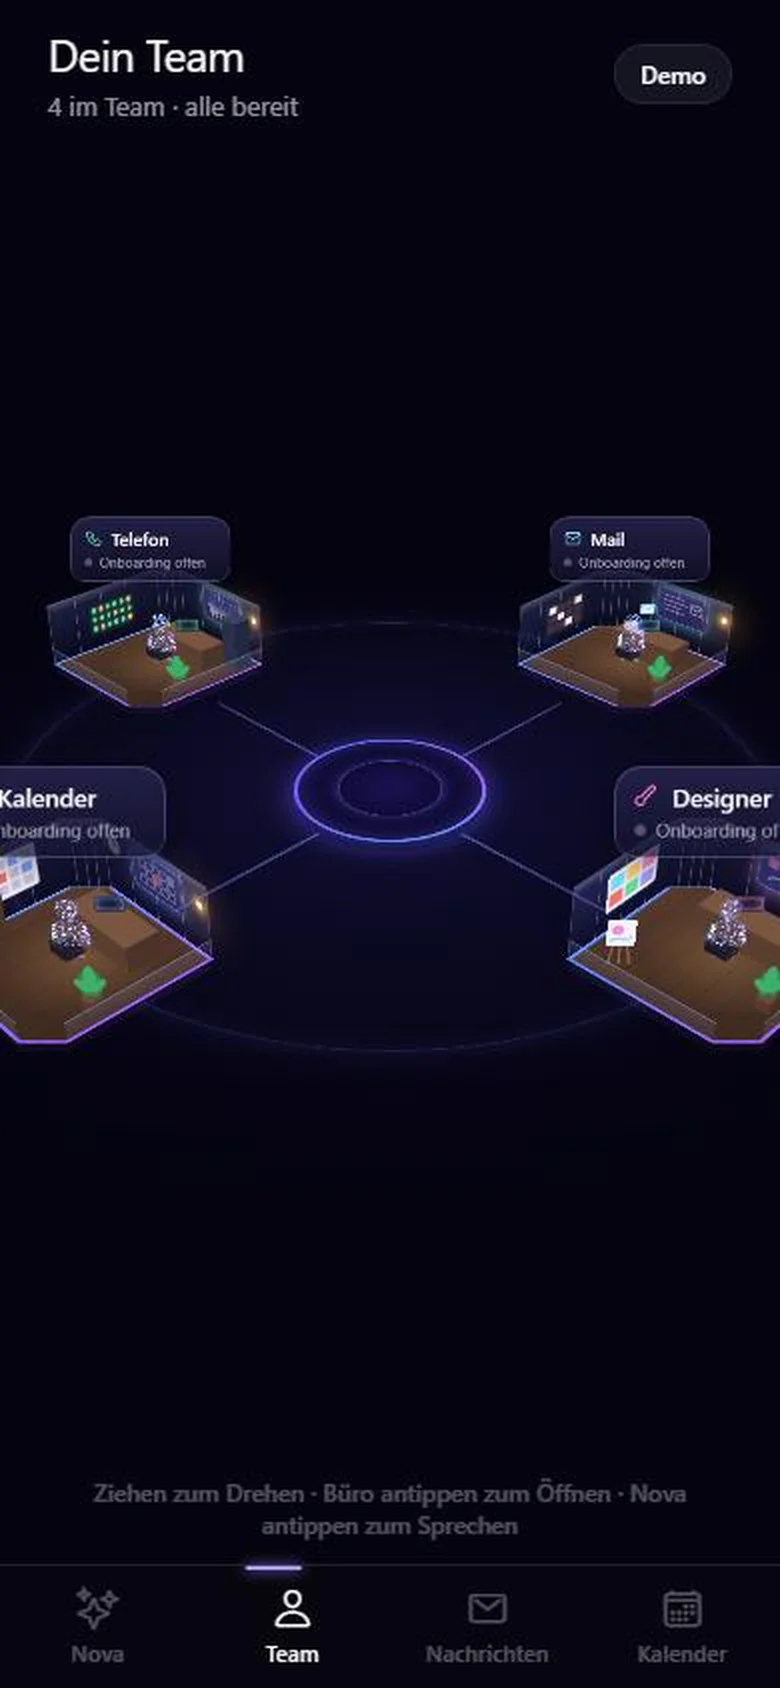 Dein Team
4 im Team · alle bereit
Demo
Telefon
Onboarding offen
Mail
Onboarding offen
Kalender
nboarding offen
Designer
Onboarding of
Ziehen zum Drehen · Büro antippen zum Öffnen · Nova
antippen zum Sprechen
Nova
Team
Nachrichten
Kalender